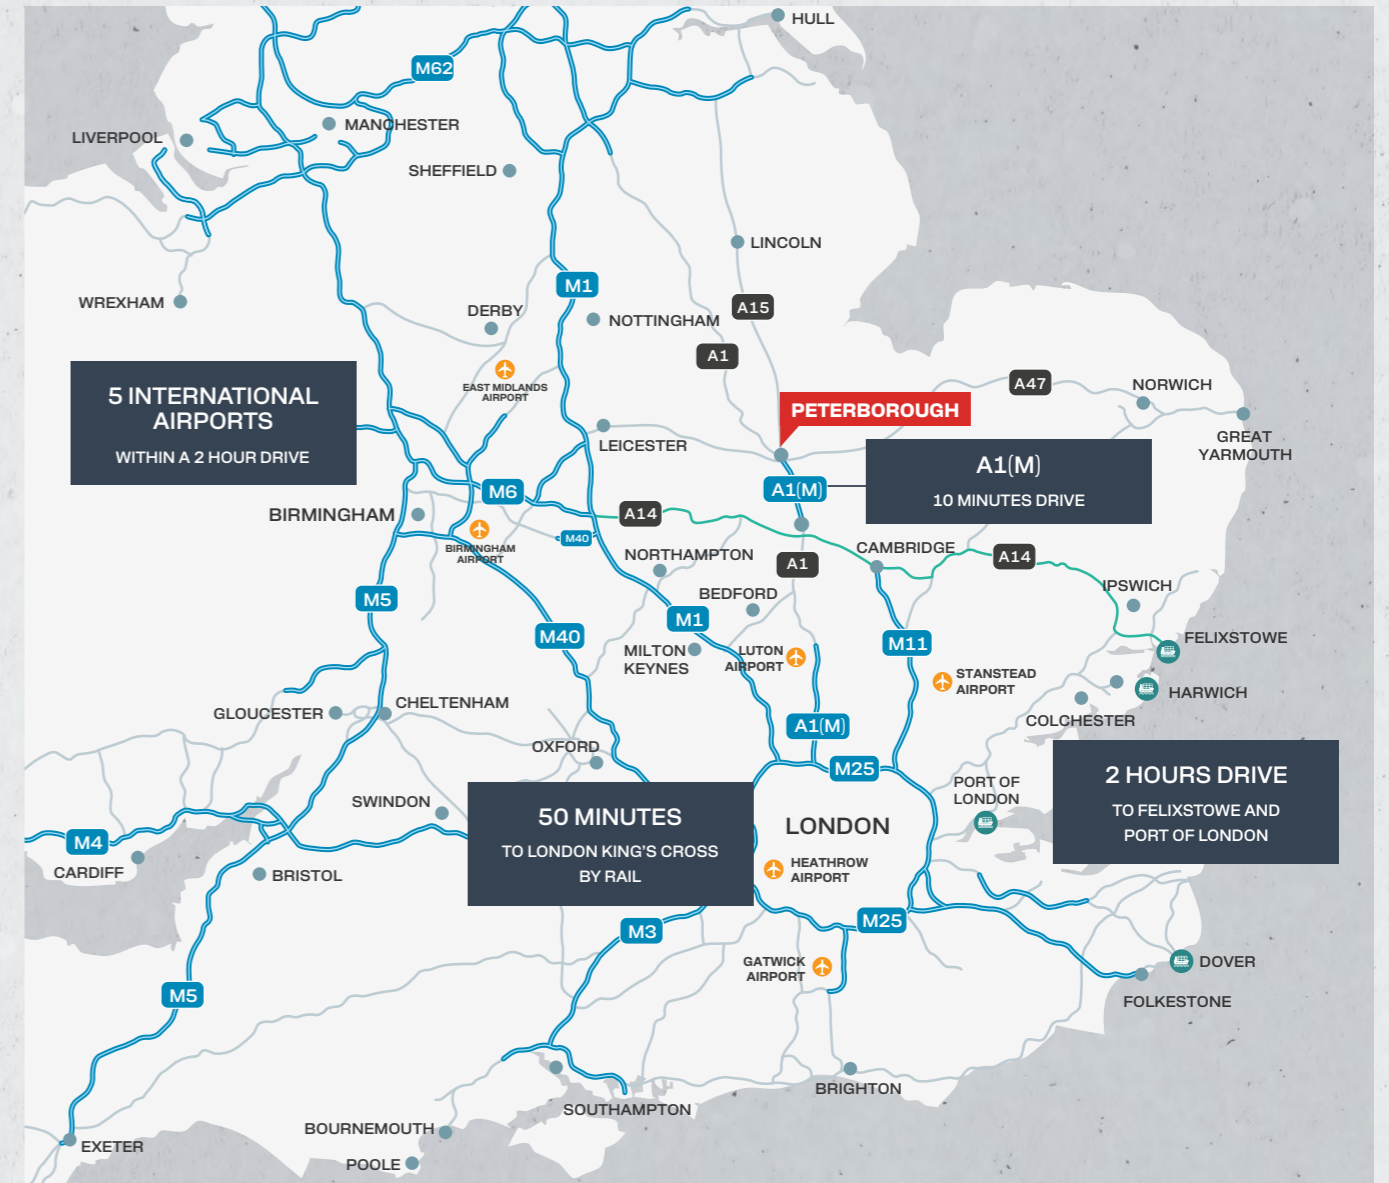 HULL
M62
MANCHESTER
LIVERPOOL
SHEFFIELD
LINCOLN
M1
WREXHAM
DERBY
NOTTINGHAM
A15
A1
EAST MIDLANDS
AIRPORT
A47
NORWICH
5 INTERNATIONAL
AIRPORTS
WITHIN A 2 HOUR DRIVE
PETERBOROUGH
GREAT
YARMOUTH
LEICESTER
A1(M)
10 MINUTES DRIVE
A1(M)
M6
BIRMINGHAM
A14
BIRMINGHAM
AIRPORT
M40
NORTHAMPTON
A1
CAMBRIDGE
A14
IPSWICH
M5
BEDFORD
M1
M40
M11
FELIXSTOWE
MILTON
KEYNES
LUTON
AIRPORT
STANSTEAD
AIRPORT
HARWICH
GLOUCESTER
CHELTENHAM
COLCHESTER
A1(M)
OXFORD
M25
PORT OF
LONDON
2 HOURS DRIVE
TO FELIXSTOWE AND
PORT OF LONDON
SWINDON
50 MINUTES
TO LONDON KING'S CROSS
BY RAIL
LONDON
M4
CARDIFF
BRISTOL
HEATHROW
AIRPORT
M3
M25
GATWICK
AIRPORT
DOVER
M5
FOLKESTONE
BRIGHTON
SOUTHAMPTON
BOURNEMOUTH
EXETER
POOLE